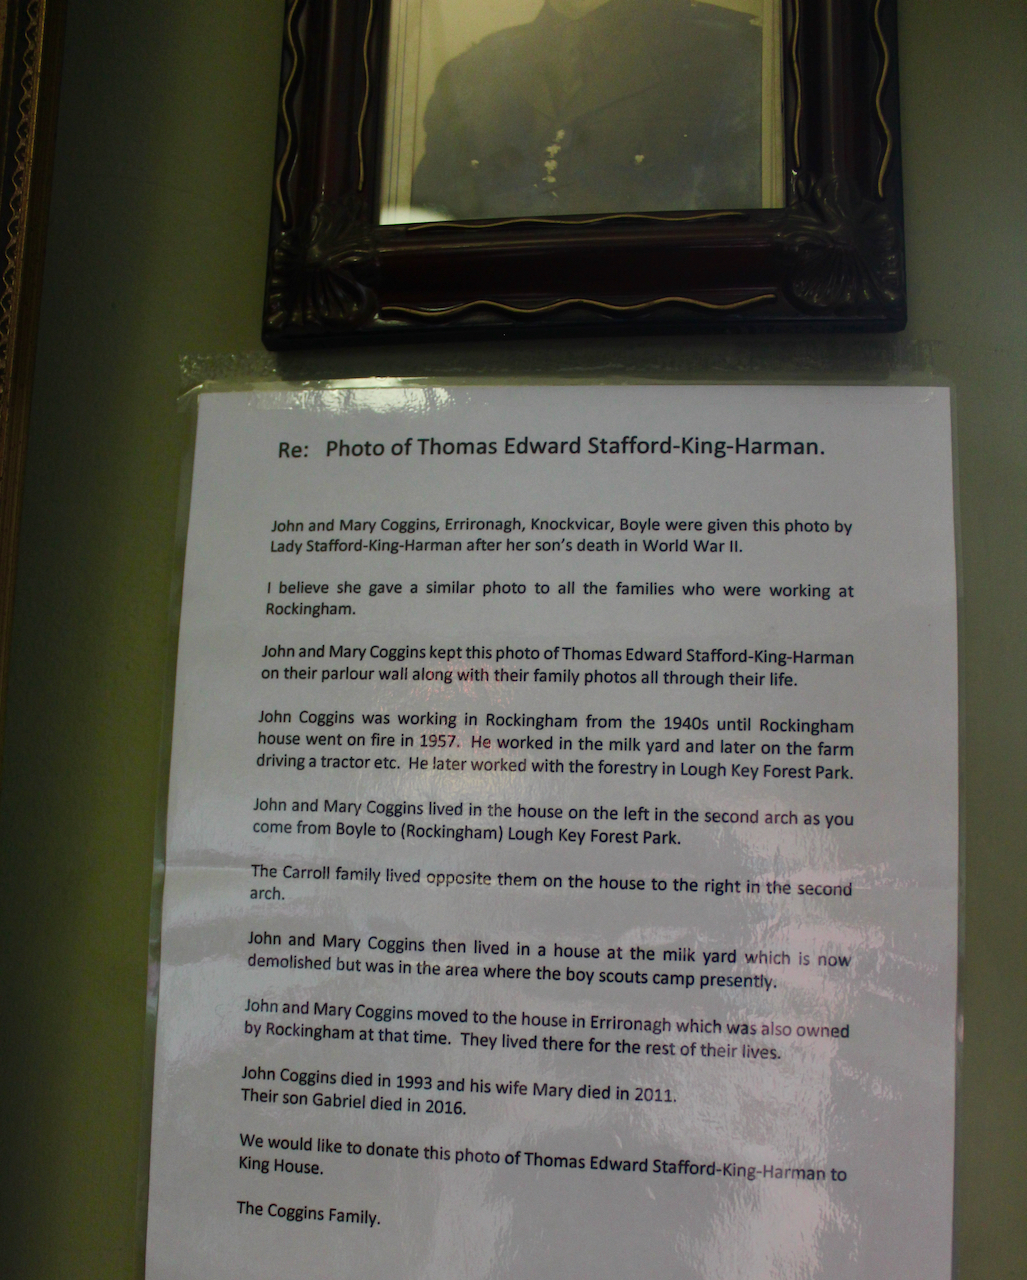 Re: Photo of Thomas Edward Stafford-King-Harman.
John and Mary Coggins, Errironagh, Knockvicar, Boyle were given this photo by
Lady Stafford-King-Harman after her son's death in World War II.
I believe she gave a similar photo to all the families who were working at
Rockingham.
John and Mary Coggins kept this photo of Thomas Edward Stafford-King-Harman
on their parlour wall along with their family photos all through their life.
John Coggins was working in Rockingham from the 1940s until Rockingham
house went on fire in 1957. He worked in the milk yard and later on the farm
driving a tractor etc. He later worked with the forestry in Lough Key Forest Park.
John and Mary Coggins lived in the house on the left in the second arch as you
come from Boyle to (Rockingham) Lough Key Forest Park.
The Carroll family lived opposite them on the house to the right in the second
arch.
John and Mary Coggins then lived in a house at the milk yard which is now
demolished but was in the area where the boy scouts camp presently.
John and Mary Coggins moved to the house in Errironagh which was also owned
by Rockingham at that time. They lived there for the rest of their lives.
John Coggins died in 1993 and his wife Mary died in 2011.
Their son Gabriel died in 2016.
We would like to donate this photo of Thomas Edward Stafford-King-Harman to
King House.
The Coggins Family.